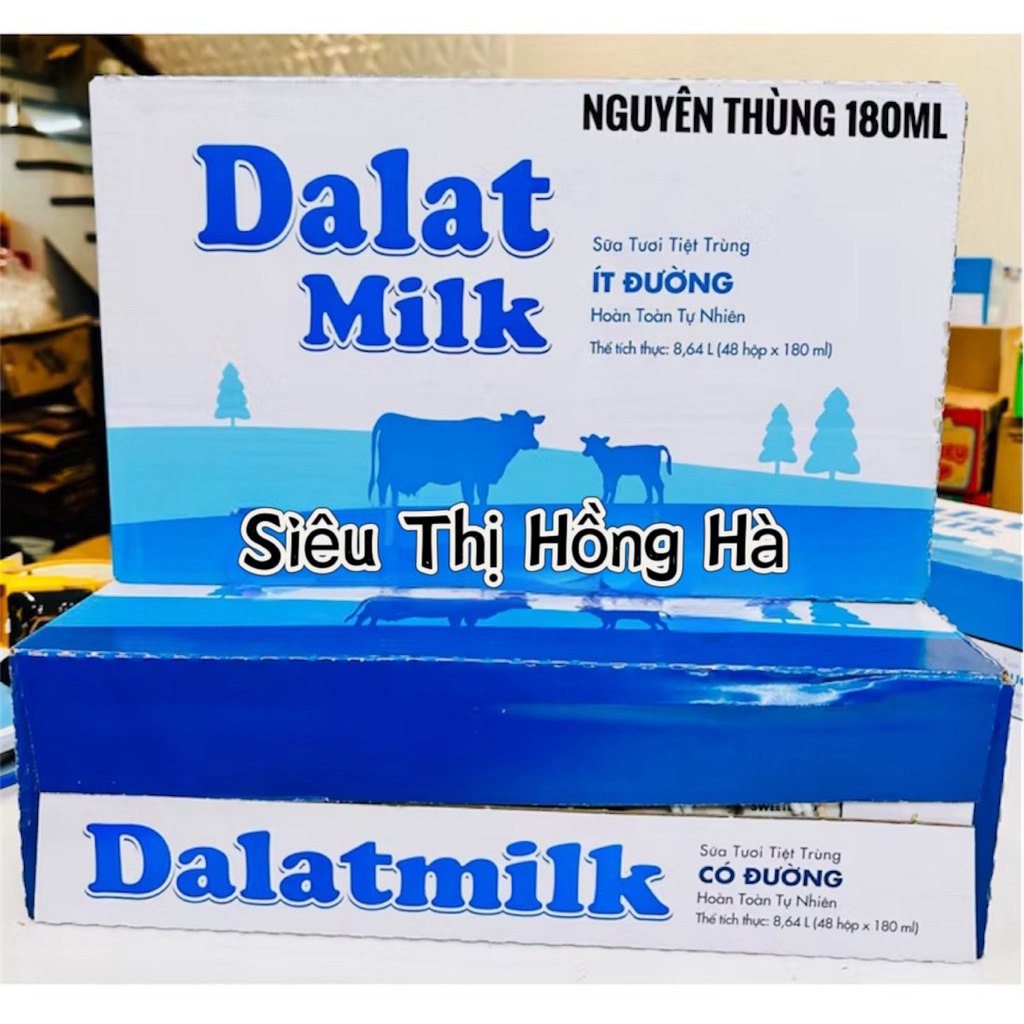 NGUYÊN THÙNG 180ML
Dalat
Milk
Sữa Tươi Tiệt Trùng
ÍT ĐƯỜNG
Hoàn Toàn Tự Nhiên
Thể tích thực: 8,64 L (48 hộp x 180 ml)
Siêu Thị Hồng Hà
Dalatmilk
Sữa Tươi Tiệt Trùng
CÓ ĐƯỜNG
Hoàn Toàn Tự Nhiên
Thể tích thực: 8,64 L (48 hộp x 180 ml)